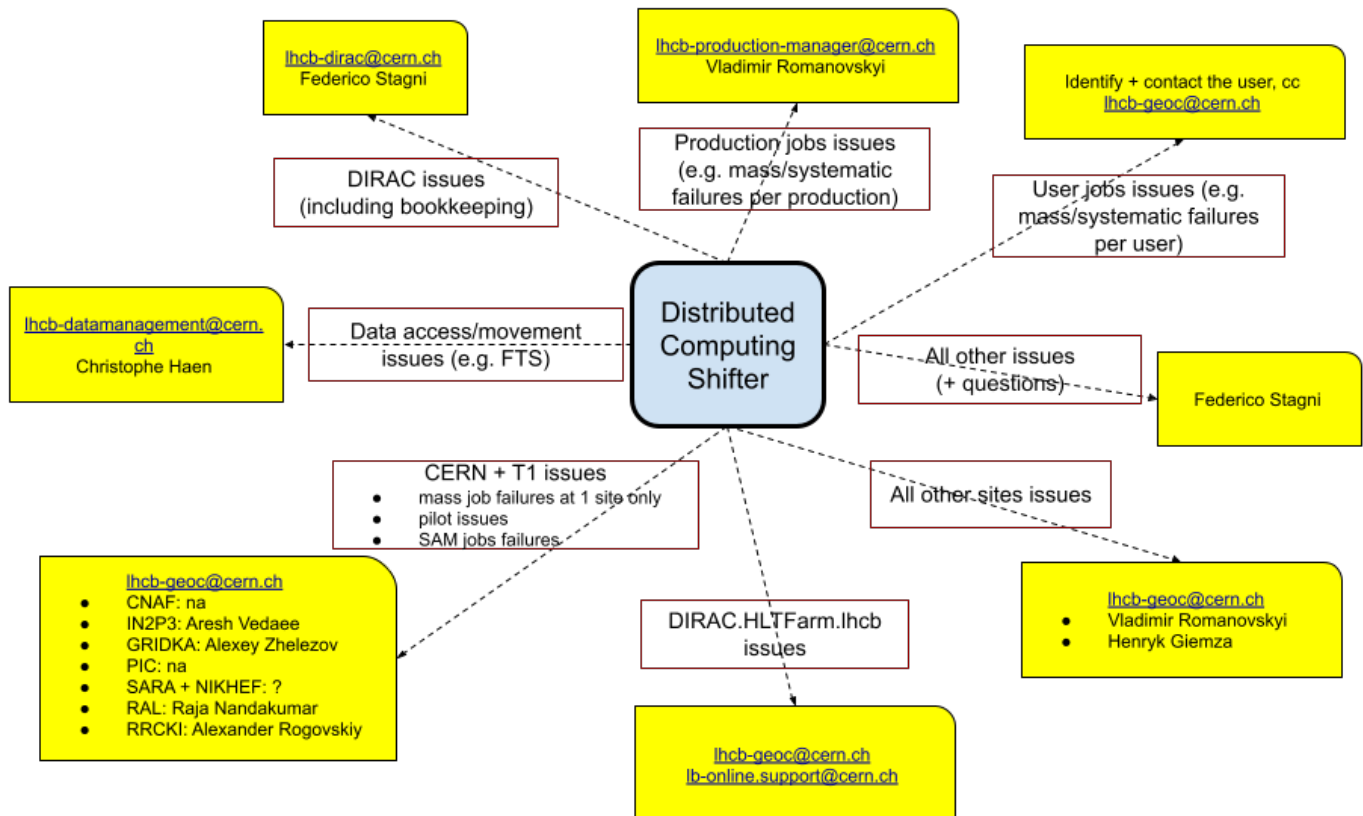 lhcb-dirac@cern.ch
Federico Stagni
lhcb-production-manager@cern.ch
Vladimir Romanovskyi
Identify + contact the user, cc
lhcb-geoc@cern.ch
DIRAC issues
(including bookkeeping)
Production jobs issues
(e.g. mass/systematic
failures per production)
User jobs issues (e.g.
mass/systematic failures
per user)
lhcb-datamanagement@cern.
ch
Christophe Haen
Data access/movement
issues (e.g. FTS)
Distributed
Computing
Shifter
All other issues
(+ questions)
Federico Stagni
CERN + T1 issues
● mass job failures at 1 site only
● pilot issues
● SAM jobs failures
All other sites issues
lhcb-geoc@cern.ch
● CNAF: na
● IN2P3: Aresh Vedaee
● GRIDKA: Alexey Zhelezov
● PIC: na
● SARA + NIKHEF: ?
● RAL: Raja Nandakumar
● RRCKI: Alexander Rogovskiy
DIRAC.HLTFarm.lhcb
issues
lhcb-geoc@cern.ch
● Vladimir Romanovskyi
● Henryk Giemza
lhcb-geoc@cern.ch
lb-online.support@cern.ch